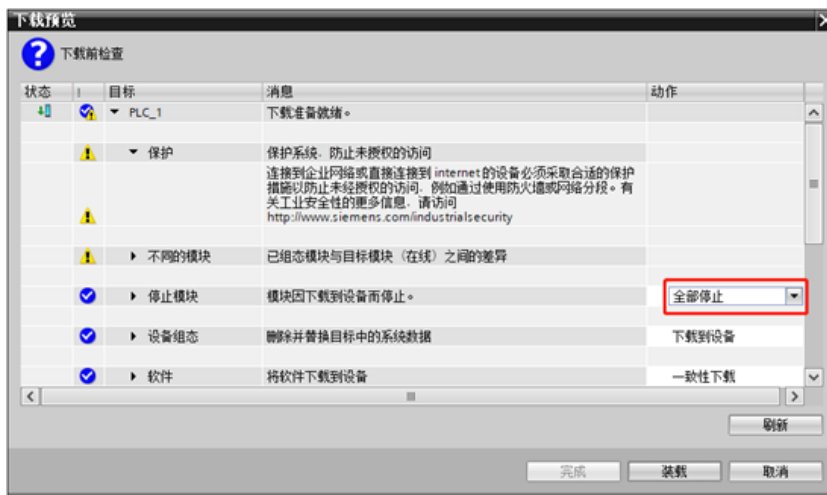 下载预览
下载前检查
状态 ! 目标 消息 动作
PLC_1 下载准备就绪。
保护 保护系统,防止未授权的访问
连接到企业网络或直接连接到 internet 的设备必须采取合适的保护
措施以防止未经授权的访问,例如通过使用防火墙或网络分段。有
关工业安全性的更多信息,请访问
http://www.siemens.com/industrialsecurity
不同的模块 已组态模块与目标模块(在线)之间的差异
停止模块 模块因下载到设备而停止。 全部停止
设备组态 删除并替换目标中的系统数据 下载到设备
软件 将软件下载到设备 一致性下载
刷新
完成 装载 取消